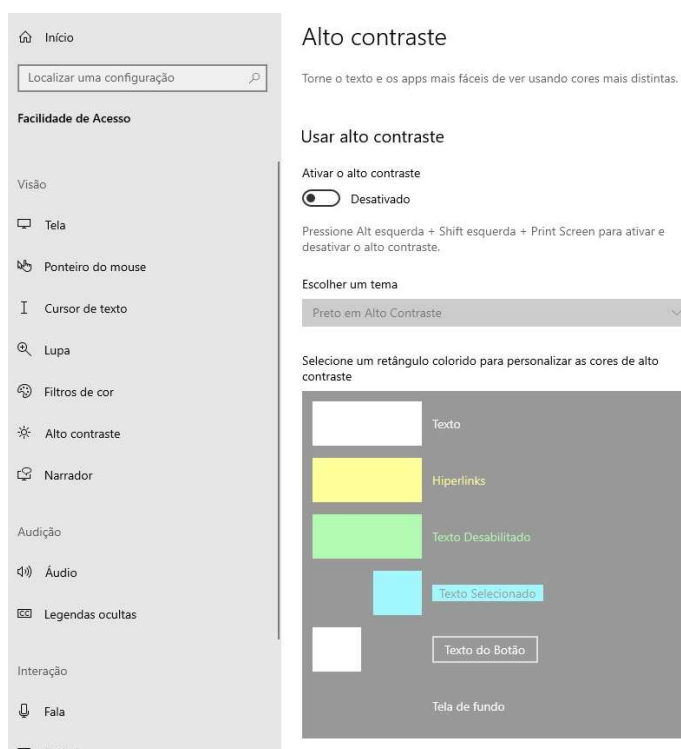 Início
Localizar uma configuração
Facilidade de Acesso
Visão
Tela
Ponteiro do mouse
Cursor de texto
Lupa
Filtros de cor
Alto contraste
Narrador
Audição
Áudio
CC Legendas ocultas
Interação
Fala
Alto contraste
Torne o texto e os apps mais fáceis de ver usando cores mais distintas.
Usar alto contraste
Ativar o alto contraste
Desativado
Pressione Alt esquerda + Shift esquerda + Print Screen para ativar e
desativar o alto contraste.
Escolher um tema
Preto em Alto Contraste
Selecione um retângulo colorido para personalizar as cores de alto
contraste
Texto
Hiperlinks
Texto Desabilitado
Texto Selecionado
Texto do Botão
Tela de fundo